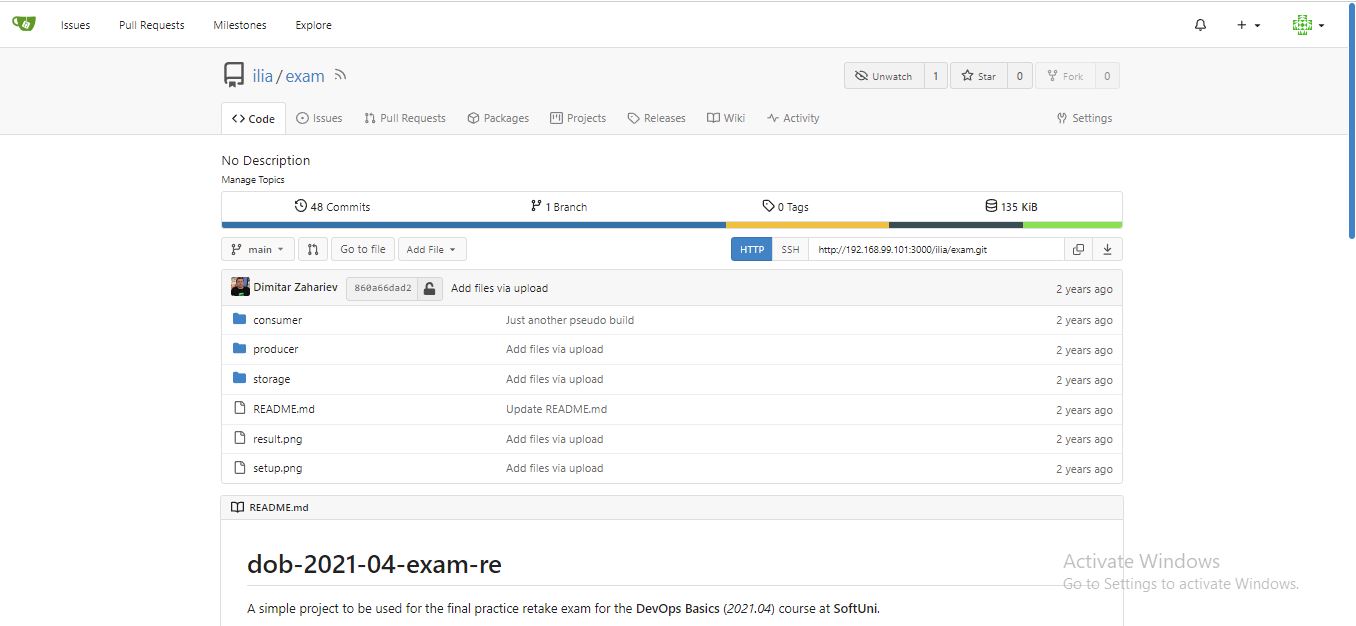 Issues Pull Requests Milestones Explore +
ilia / exam Unwatch 1 Star 0 Fork 0
<> Code Issues Pull Requests Packages Projects Releases Wiki Activity Settings
No Description
Manage Topics
48 Commits 1 Branch 0 Tags 135 KiB
main Go to file Add File HTTP SSH http://192.168.99.101:3000/ilia/exam.git
Dimitar Zahariev 860a66dad2 Add files via upload 2 years ago
consumer Just another pseudo build 2 years ago
producer Add files via upload 2 years ago
storage Add files via upload 2 years ago
README.md Update README.md 2 years ago
result.png Add files via upload 2 years ago
setup.png Add files via upload 2 years ago
README.md
dob-2021-04-exam-re
Activate Windows
Go to Settings to activate Windows.
A simple project to be used for the final practice retake exam for the DevOps Basics (2021.04) course at SoftUni.